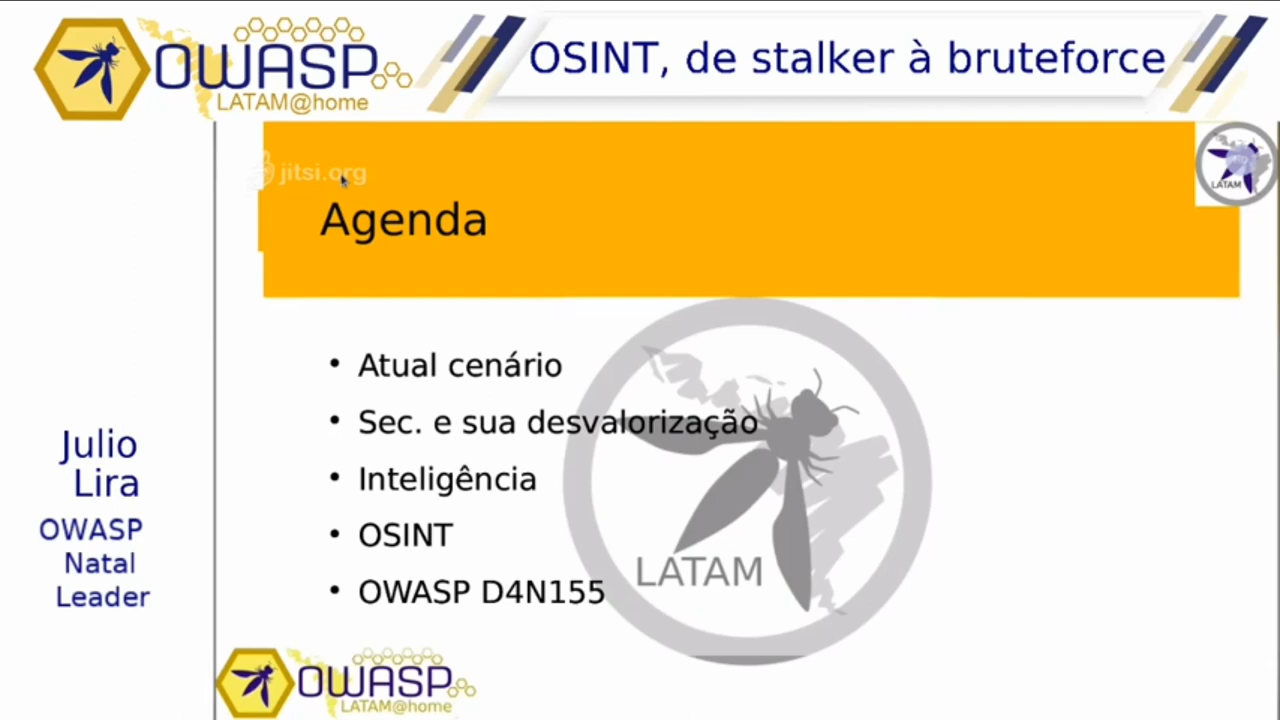 OWASP
LATAM@home
OSINT, de stalker à bruteforce
jitsi.org
LATAM
Agenda
Atual cenário
Sec. e sua desvalorização
Inteligência
OSINT
OWASP D4N155
LATAM
Julio
Lira
OWASP
Natal
Leader
OWASP
LATAM@home